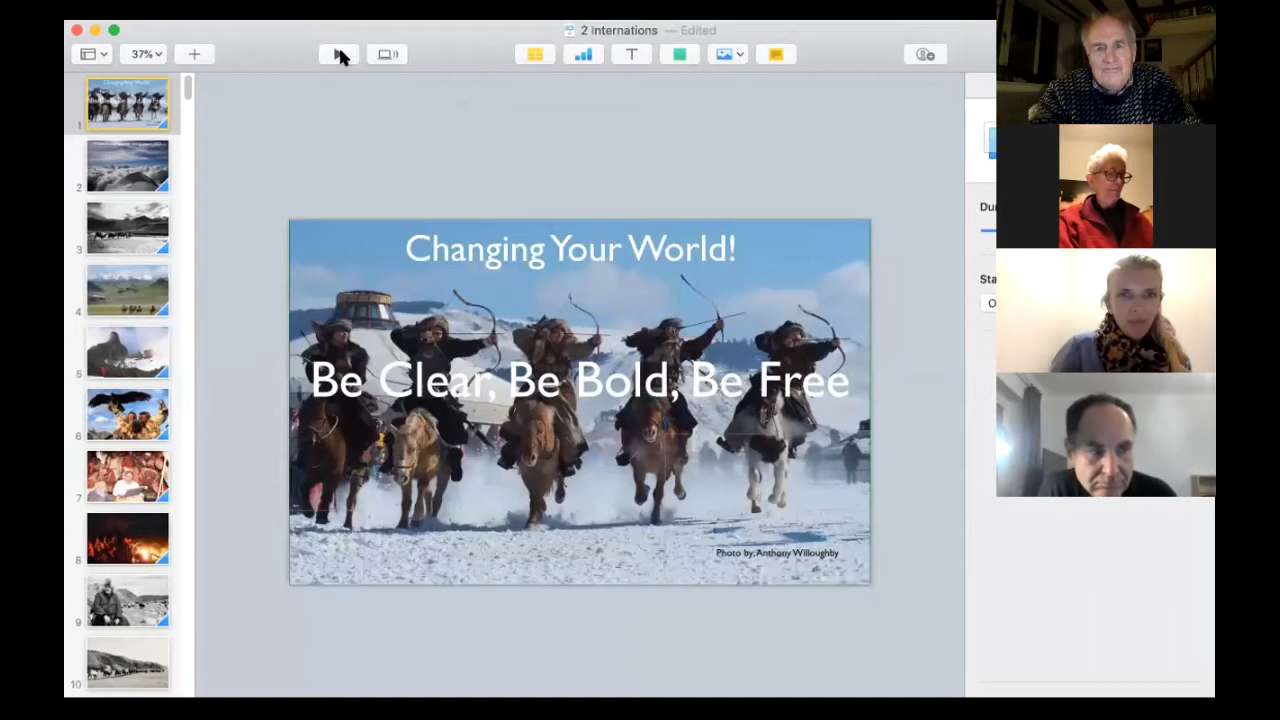 2 Internations — Edited
37%
T
Changing Your World!
Be Clear, Be Bold, Be Free
Photo by: Anthony Willoughby
1
2
3
4
5
6
7
8
9
10